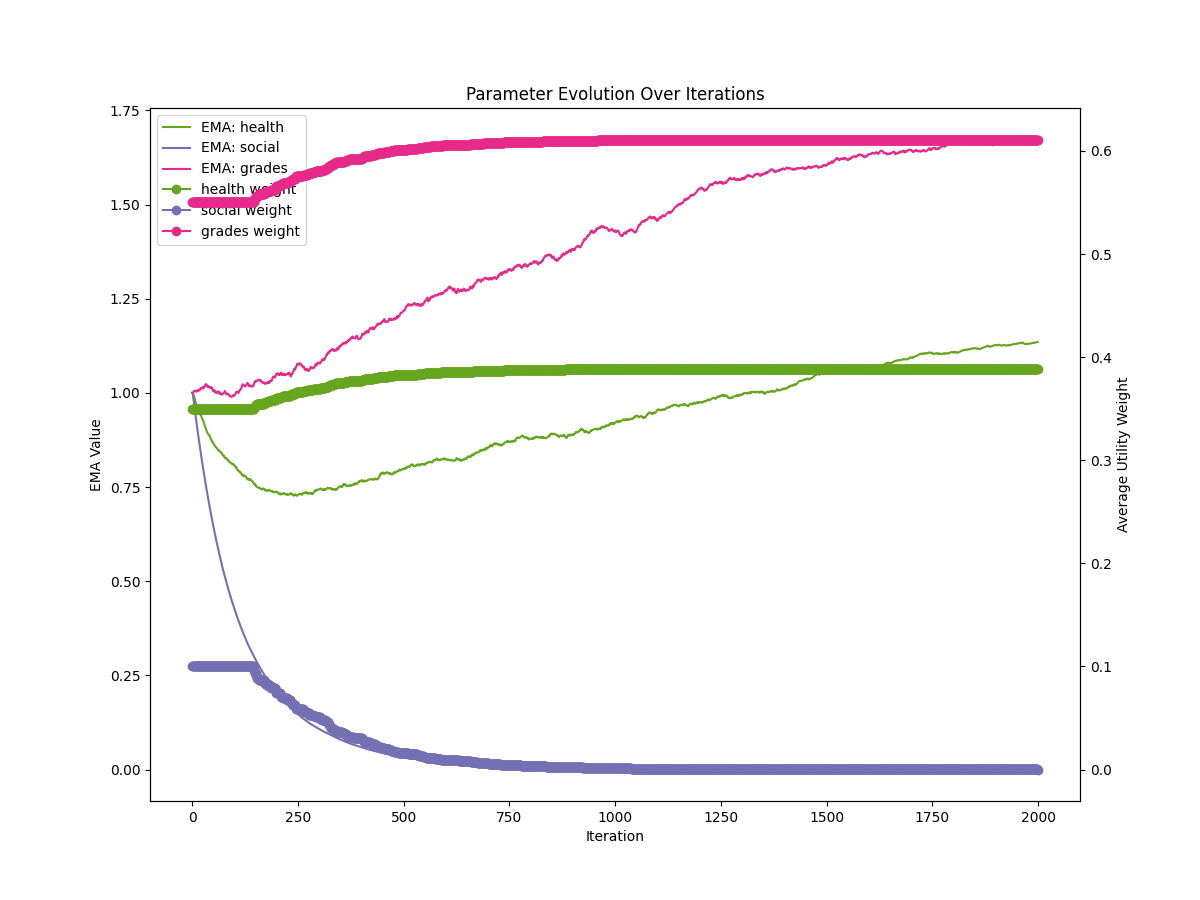 Parameter Evolution Over Iterations
EMA: health
EMA: social
EMA: grades
health weight
social weight
grades weight
EMA Value
1.75
1.50
1.25
1.00
0.75
0.50
0.25
0.00
0.6
0.5
0.4
0.3
0.2
0.1
0.0
Average Utility Weight
0 250 500 750 1000 1250 1500 1750 2000
Iteration